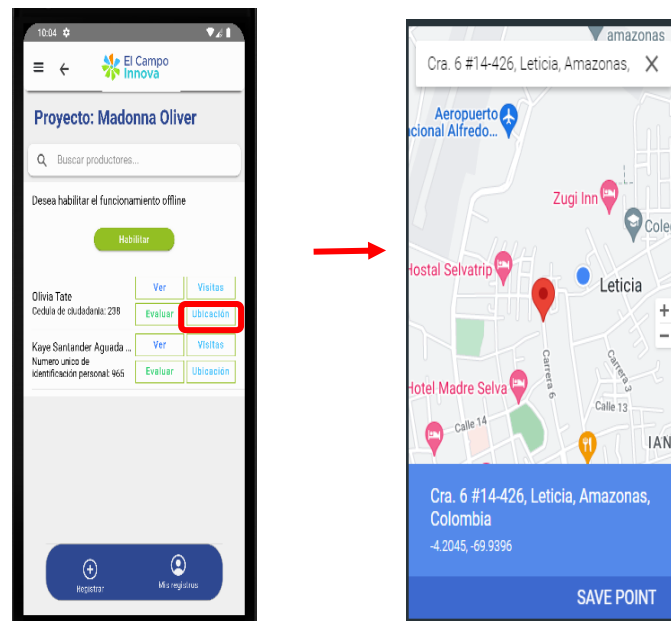 10:04
El Campo
Innova
Proyecto: Madonna Oliver
Buscar productores...
Desea habilitar el funcionamiento offline
Habilitar
Olivia Tate
Cedula de ciudadania: 238
Ver
Visitas
Evaluar
Ubicación
Kaye Santander Aguada ...
Numero unico de
identificación personal: 965
Ver
Visitas
Evaluar
Ubicación
Registrar
Mis registros
amazonas
Cra. 6 #14-426, Leticia, Amazonas,
Aeropuerto
cional Alfredo...
Zugi Inn
Cole
Hostal Selvatrip
Leticia
+
−
Carrera 6
Carrera 3
Hotel Madre Selva
Calle 13
Calle 14
IAN
Cra. 6 #14-426, Leticia, Amazonas,
Colombia
-4.2045, -69.9396
SAVE POINT